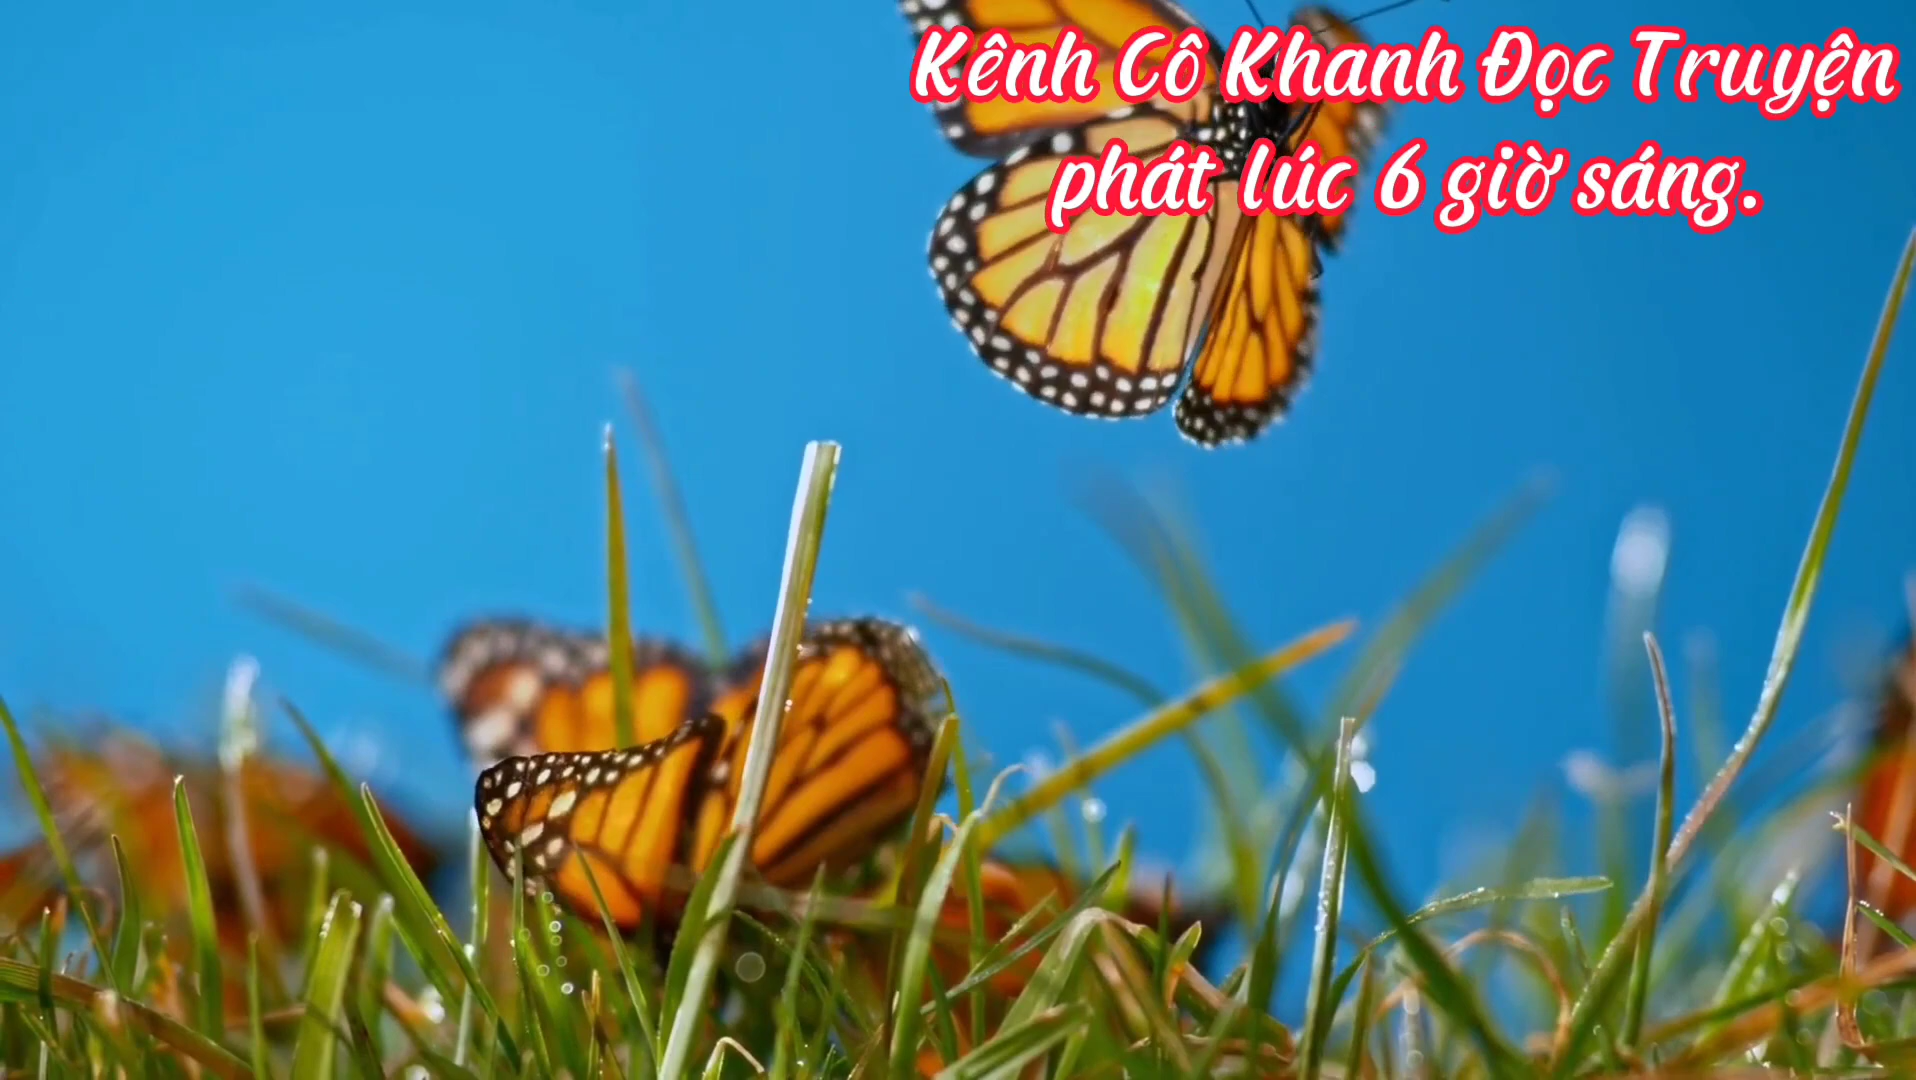 Kênh Cô Khanh Đọc Truyện
phát lúc 6 giờ sáng.